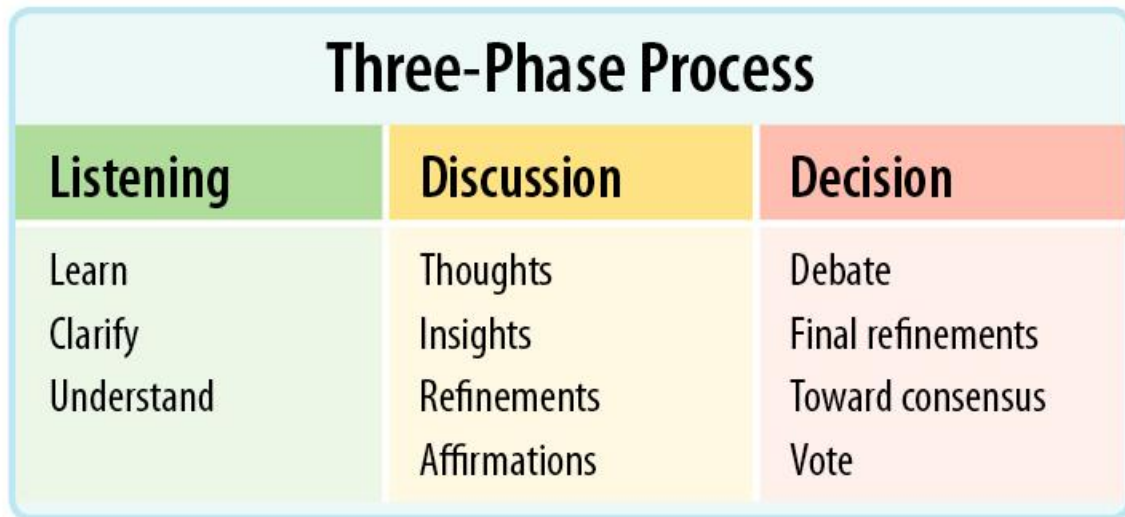 Three-Phase Process
Listening
Learn
Clarify
Understand
Discussion
Thoughts
Insights
Refinements
Affirmations
Decision
Debate
Final refinements
Toward consensus
Vote